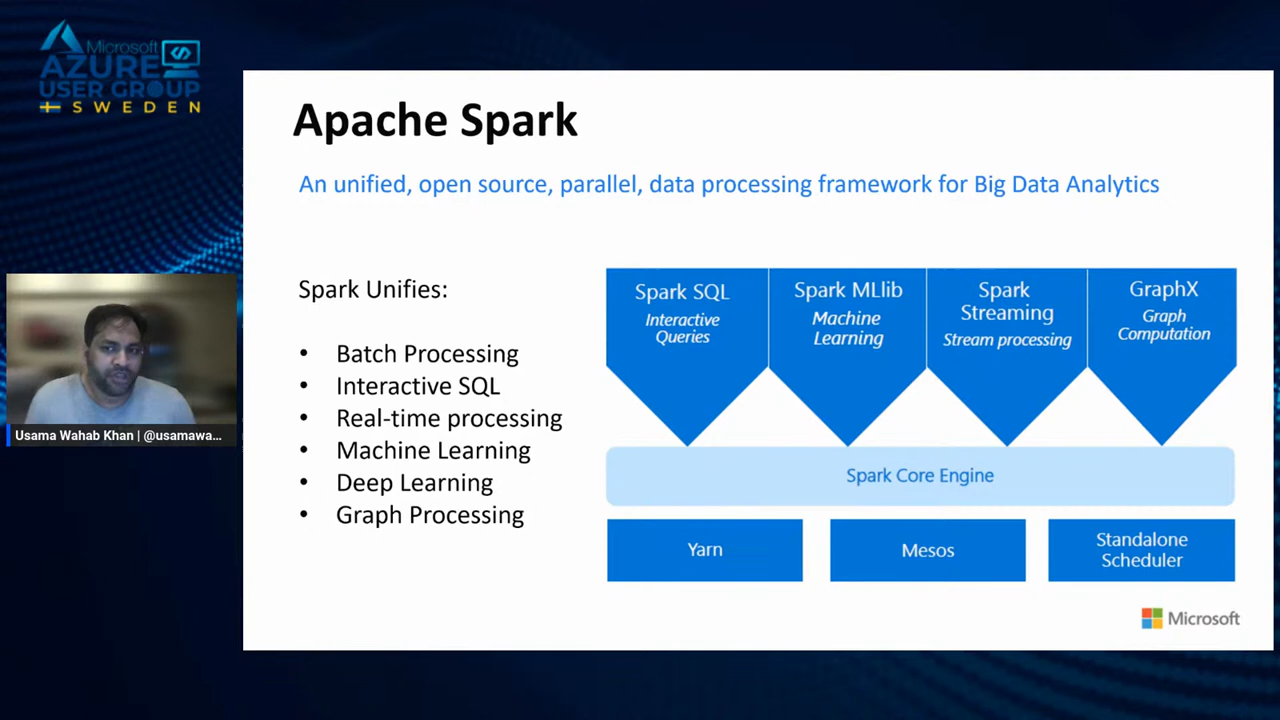 Microsoft
AZURE
USER GROUP
SWEDEN
Apache Spark
An unified, open source, parallel, data processing framework for Big Data Analytics
Spark Unifies:
• Batch Processing
• Interactive SQL
• Real-time processing
• Machine Learning
• Deep Learning
• Graph Processing
Spark SQL
Interactive
Queries
Spark MLlib
Machine
Learning
Spark
Streaming
Stream processing
GraphX
Graph
Computation
Spark Core Engine
Yarn
Mesos
Standalone
Scheduler
Microsoft
Usama Wahab Khan | @usamawa...